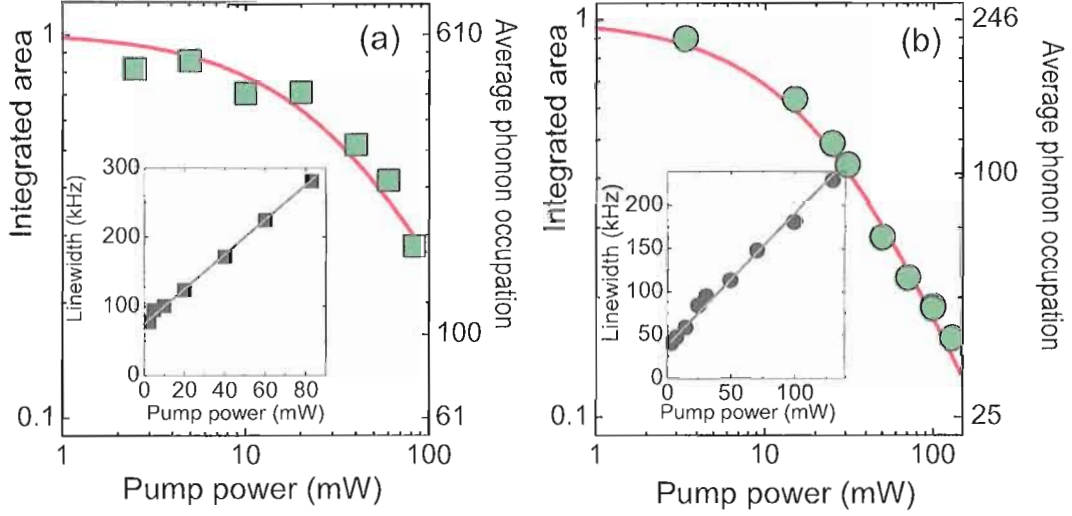 (a)
1
0.1
Integrated area
610
100
61
Average phonon occupation
300
200
100
0
Linewidth (kHz)
0 20 40 60 80
Pump power (mW)
1 10 100
Pump power (mW)
(b)
1
0.1
Integrated area
246
100
25
Average phonon occupation
200
150
100
50
0
Linewidth (kHz)
0 50 100
Pump power (mW)
1 10 100
Pump power (mW)